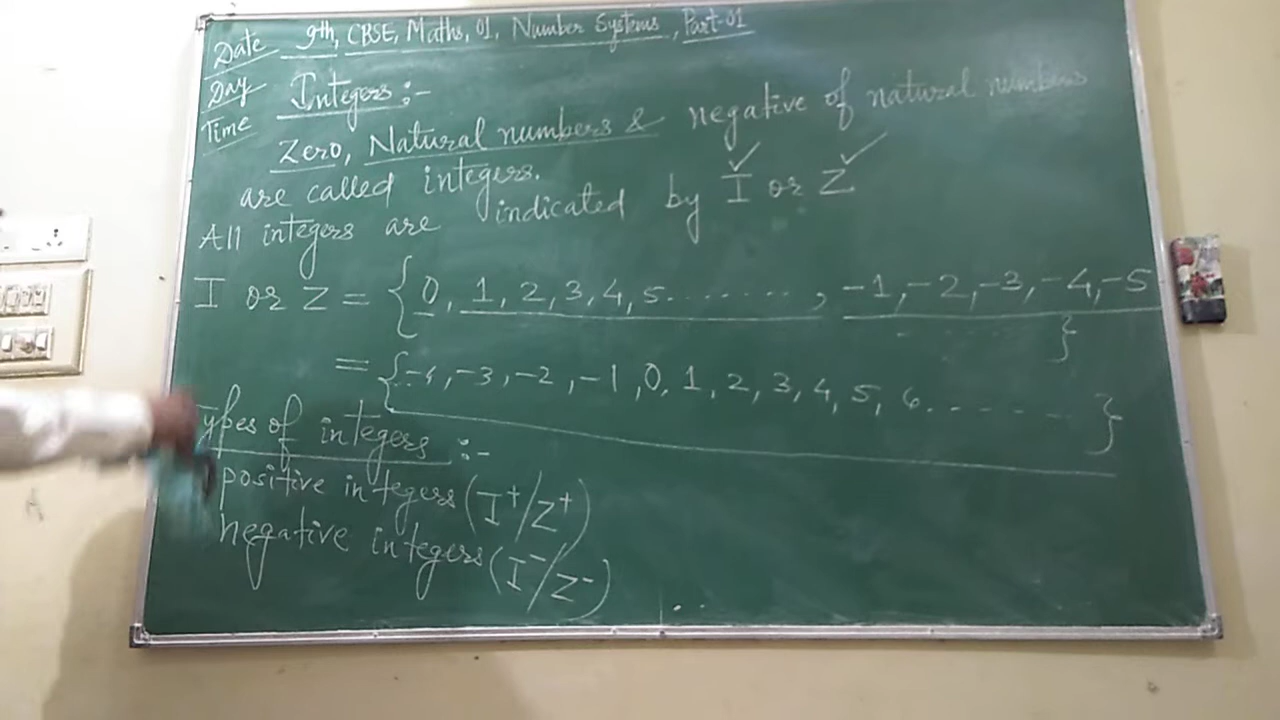 Date 9th, CBSE, Maths, 01, Number Systems, Part-01
Day Integers:-
Time
Zero, Natural numbers & negative of natural numbers
are called integers.
All integers are indicated by I or Z
I or Z = {0, 1, 2, 3, 4, 5........., -1, -2, -3, -4, -5
..... }
= {..-4, -3, -2, -1, 0, 1, 2, 3, 4, 5, 6....... }
Types of integers :-
positive integers (I⁺/Z⁺)
negative integers (I⁻/Z⁻)